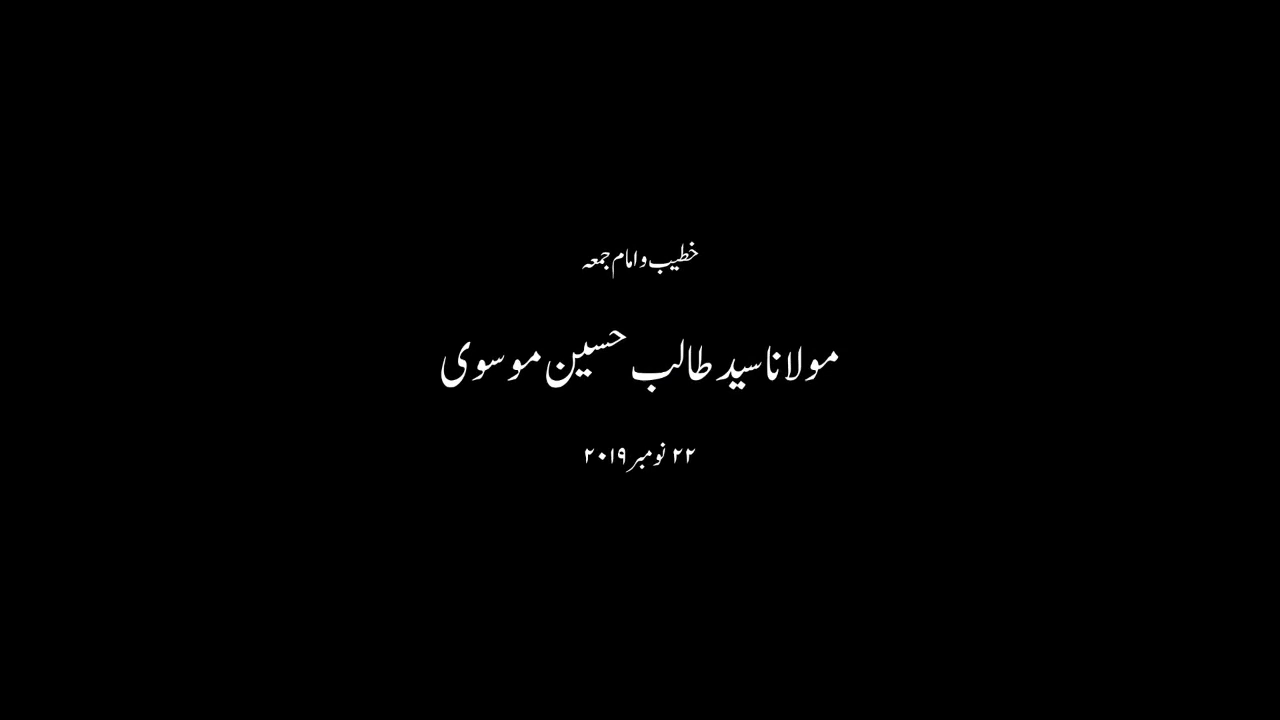 خطیب و امام جمعہ
مولانا سید طالب حسین موسوی
۲۲ نومبر ۲۰۱۹